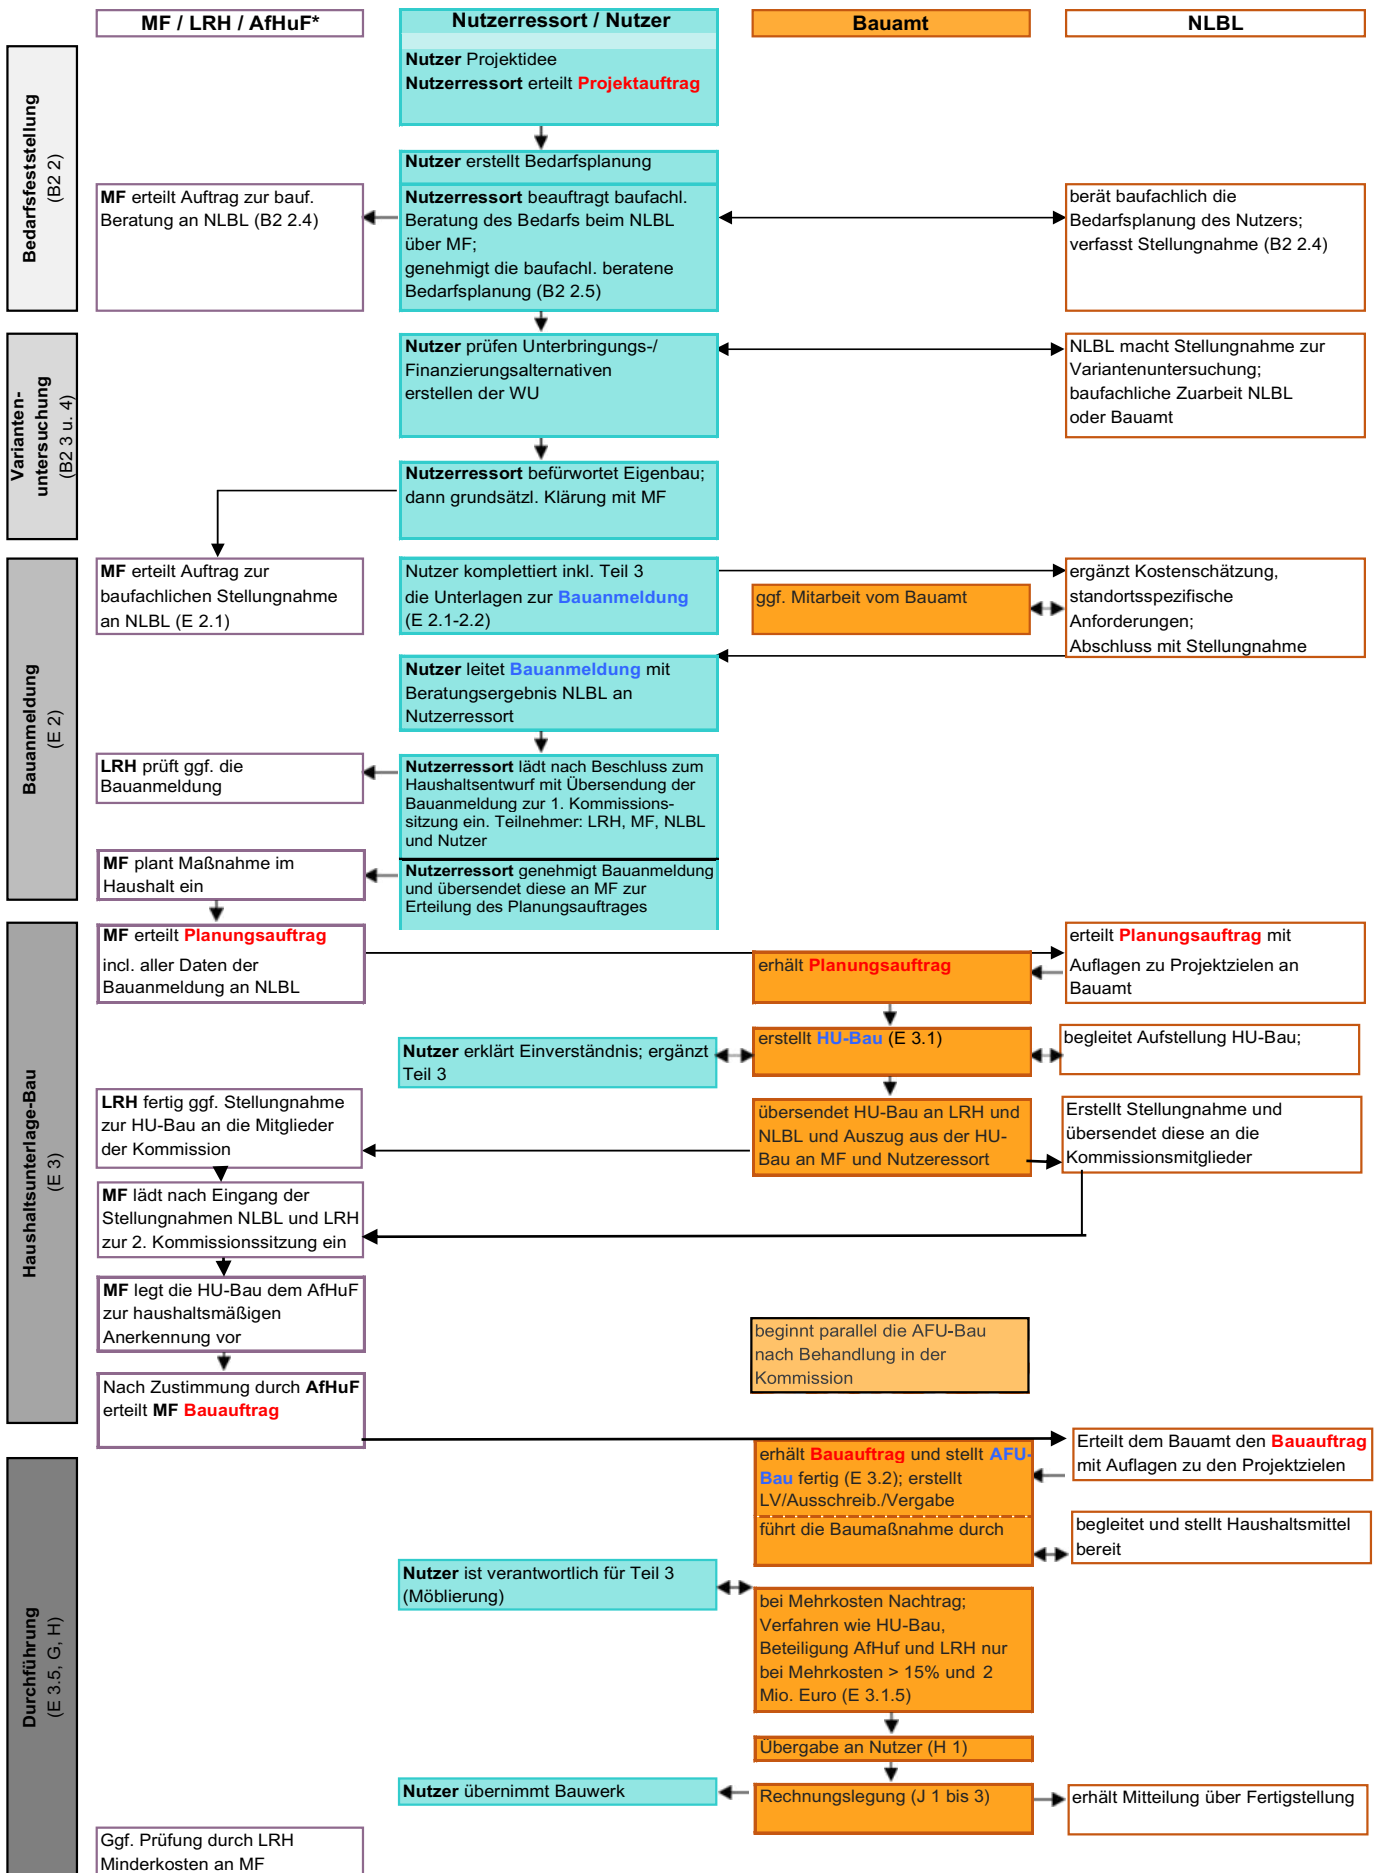 MF / LRH / AfHuF*
Nutzerressort / Nutzer
Bauamt
NLBL
Bedarfsfeststellung
(B2 2)
Nutzer Projektidee
Nutzerressort erteilt Projektauftrag
Nutzer erstellt Bedarfsplanung
MF erteilt Auftrag zur bauf.
Beratung an NLBL (B2 2.4)
Nutzerressort beauftragt baufachl.
Beratung des Bedarfs beim NLBL
über MF;
genehmigt die baufachl. beratene
Bedarfsplanung (B2 2.5)
berät baufachlich die
Bedarfsplanung des Nutzers;
verfasst Stellungnahme (B2 2.4)
Varianten-
untersuchung
(B2 3 u. 4)
Nutzer prüfen Unterbringungs-/
Finanzierungsalternativen
erstellen der WU
NLBL macht Stellungnahme zur
Variantenuntersuchung;
baufachliche Zuarbeit NLBL
oder Bauamt
Nutzerressort befürwortet Eigenbau;
dann grundsätzl. Klärung mit MF
Bauanmeldung
(E 2)
MF erteilt Auftrag zur
baufachlichen Stellungnahme
an NLBL (E 2.1)
Nutzer komplettiert inkl. Teil 3
die Unterlagen zur Bauanmeldung
(E 2.1-2.2)
ggf. Mitarbeit vom Bauamt
ergänzt Kostenschätzung,
standortsspezifische
Anforderungen;
Abschluss mit Stellungnahme
Nutzer leitet Bauanmeldung mit
Beratungsergebnis NLBL an
Nutzerressort
LRH prüft ggf. die
Bauanmeldung
Nutzerressort lädt nach Beschluss zum
Haushaltsentwurf mit Übersendung der
Bauanmeldung zur 1. Kommissions-
sitzung ein. Teilnehmer: LRH, MF, NLBL
und Nutzer
MF plant Maßnahme im
Haushalt ein
Nutzerressort genehmigt Bauanmeldung
und übersendet diese an MF zur
Erteilung des Planungsauftrages
Haushaltsunterlage-Bau
(E 3)
MF erteilt Planungsauftrag
incl. aller Daten der
Bauanmeldung an NLBL
erhält Planungsauftrag
erteilt Planungsauftrag mit
Auflagen zu Projektzielen an
Bauamt
Nutzer erklärt Einverständnis; ergänzt
Teil 3
erstellt HU-Bau (E 3.1)
begleitet Aufstellung HU-Bau;
LRH fertig ggf. Stellungnahme
zur HU-Bau an die Mitglieder
der Kommission
übersendet HU-Bau an LRH und
NLBL und Auszug aus der HU-
Bau an MF und Nutzeressort
Erstellt Stellungnahme und
übersendet diese an die
Kommissionsmitglieder
MF lädt nach Eingang der
Stellungnahmen NLBL und LRH
zur 2. Kommissionssitzung ein
MF legt die HU-Bau dem AfHuF
zur haushaltsmäßigen
Anerkennung vor
beginnt parallel die AFU-Bau
nach Behandlung in der
Kommission
Nach Zustimmung durch AfHuF
erteilt MF Bauauftrag
Durchführung
(E 3.5, G, H)
erhält Bauauftrag und stellt AFU-
Bau fertig (E 3.2); erstellt
LV/Ausschreib./Vergabe
führt die Baumaßnahme durch
Erteilt dem Bauamt den Bauauftrag
mit Auflagen zu den Projektzielen
begleitet und stellt Haushaltsmittel
bereit
Nutzer ist verantwortlich für Teil 3
(Möblierung)
bei Mehrkosten Nachtrag;
Verfahren wie HU-Bau,
Beteiligung AfHuf und LRH nur
bei Mehrkosten > 15% und 2
Mio. Euro (E 3.1.5)
Übergabe an Nutzer (H 1)
Nutzer übernimmt Bauwerk
Rechnungslegung (J 1 bis 3)
erhält Mitteilung über Fertigstellung
Ggf. Prüfung durch LRH
Minderkosten an MF